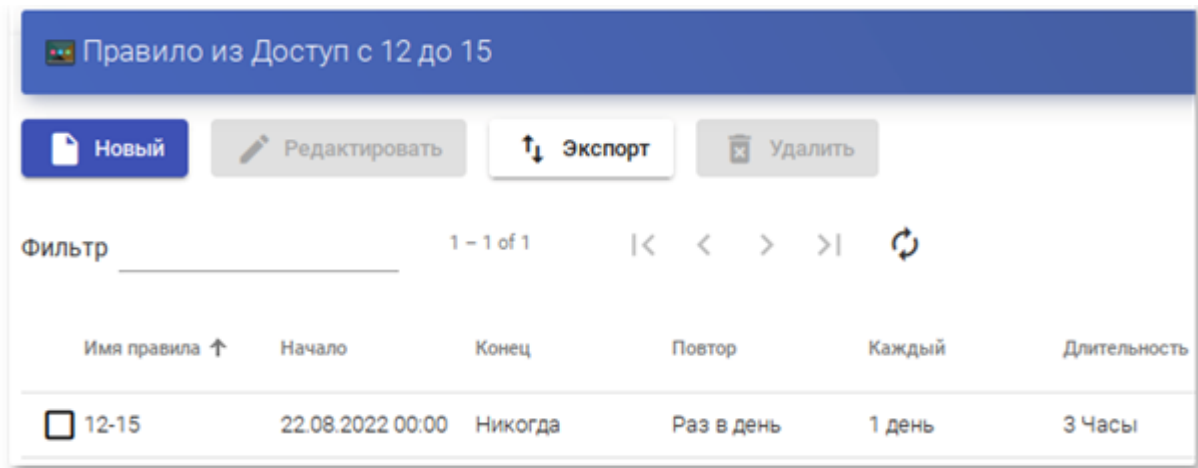 Правило из Доступ с 12 до 15
Новый Редактировать Экспорт Удалить
Фильтр 1 – 1 of 1
Имя правила Начало Конец Повтор Каждый Длительность
12-15 22.08.2022 00:00 Никогда Раз в день 1 день 3 Часы